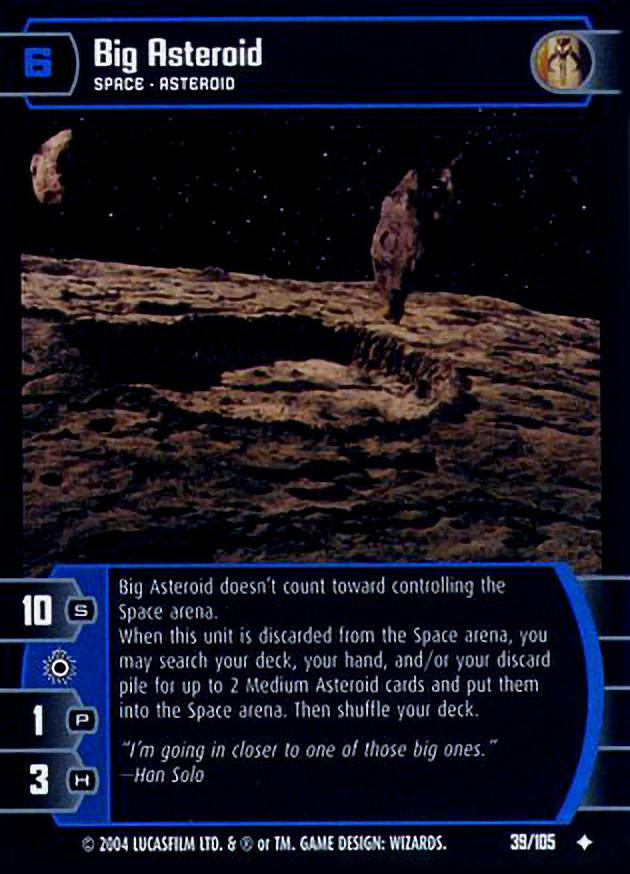 6
Big Asteroid
SPACE · ASTEROID
10 S
1 P
3 H
Big Asteroid doesn't count toward controlling the
Space arena.
When this unit is discarded from the Space arena, you
may search your deck, your hand, and/or your discard
pile for up to 2 Medium Asteroid cards and put them
into the Space arena. Then shuffle your deck.
"I'm going in closer to one of those big ones."
—Han Solo
© 2004 LUCASFILM LTD. & ® or TM. GAME DESIGN: WIZARDS.
39/105